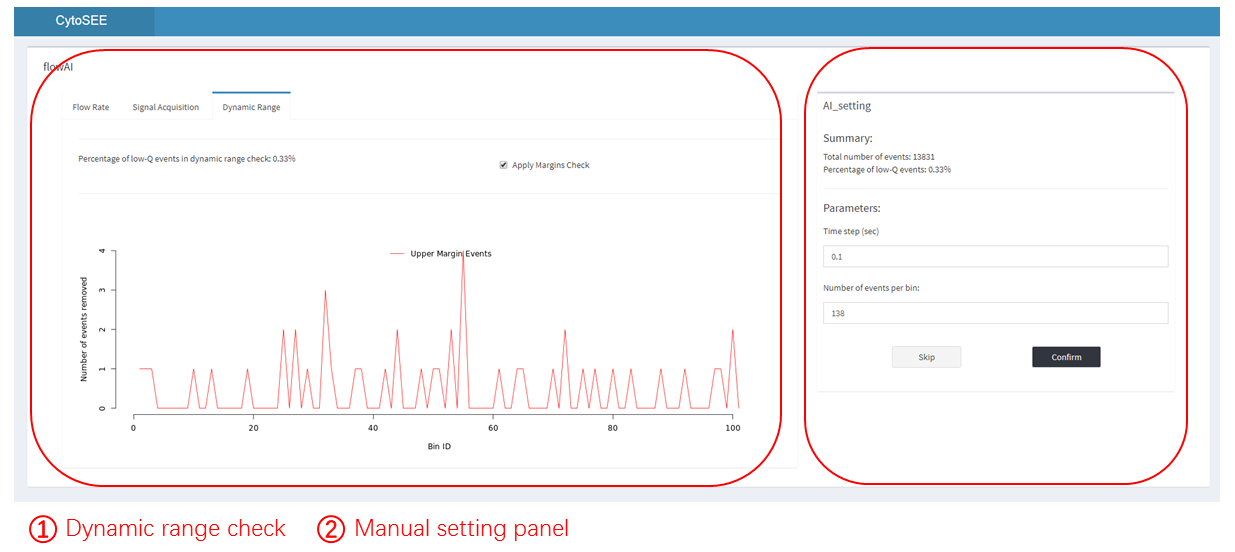 CytoSEE
flowAI
Flow Rate Signal Acquisition Dynamic Range
Percentage of low-Q events in dynamic range check: 0.33%
Apply Margins Check
Upper Margin Events
Number of events removed
4
3
2
1
0
0 20 40 60 80 100
Bin ID
AI_setting
Summary:
Total number of events: 13831
Percentage of low-Q events: 0.33%
Parameters:
Time step (sec)
0.1
Number of events per bin:
138
Skip Confirm
① Dynamic range check ② Manual setting panel